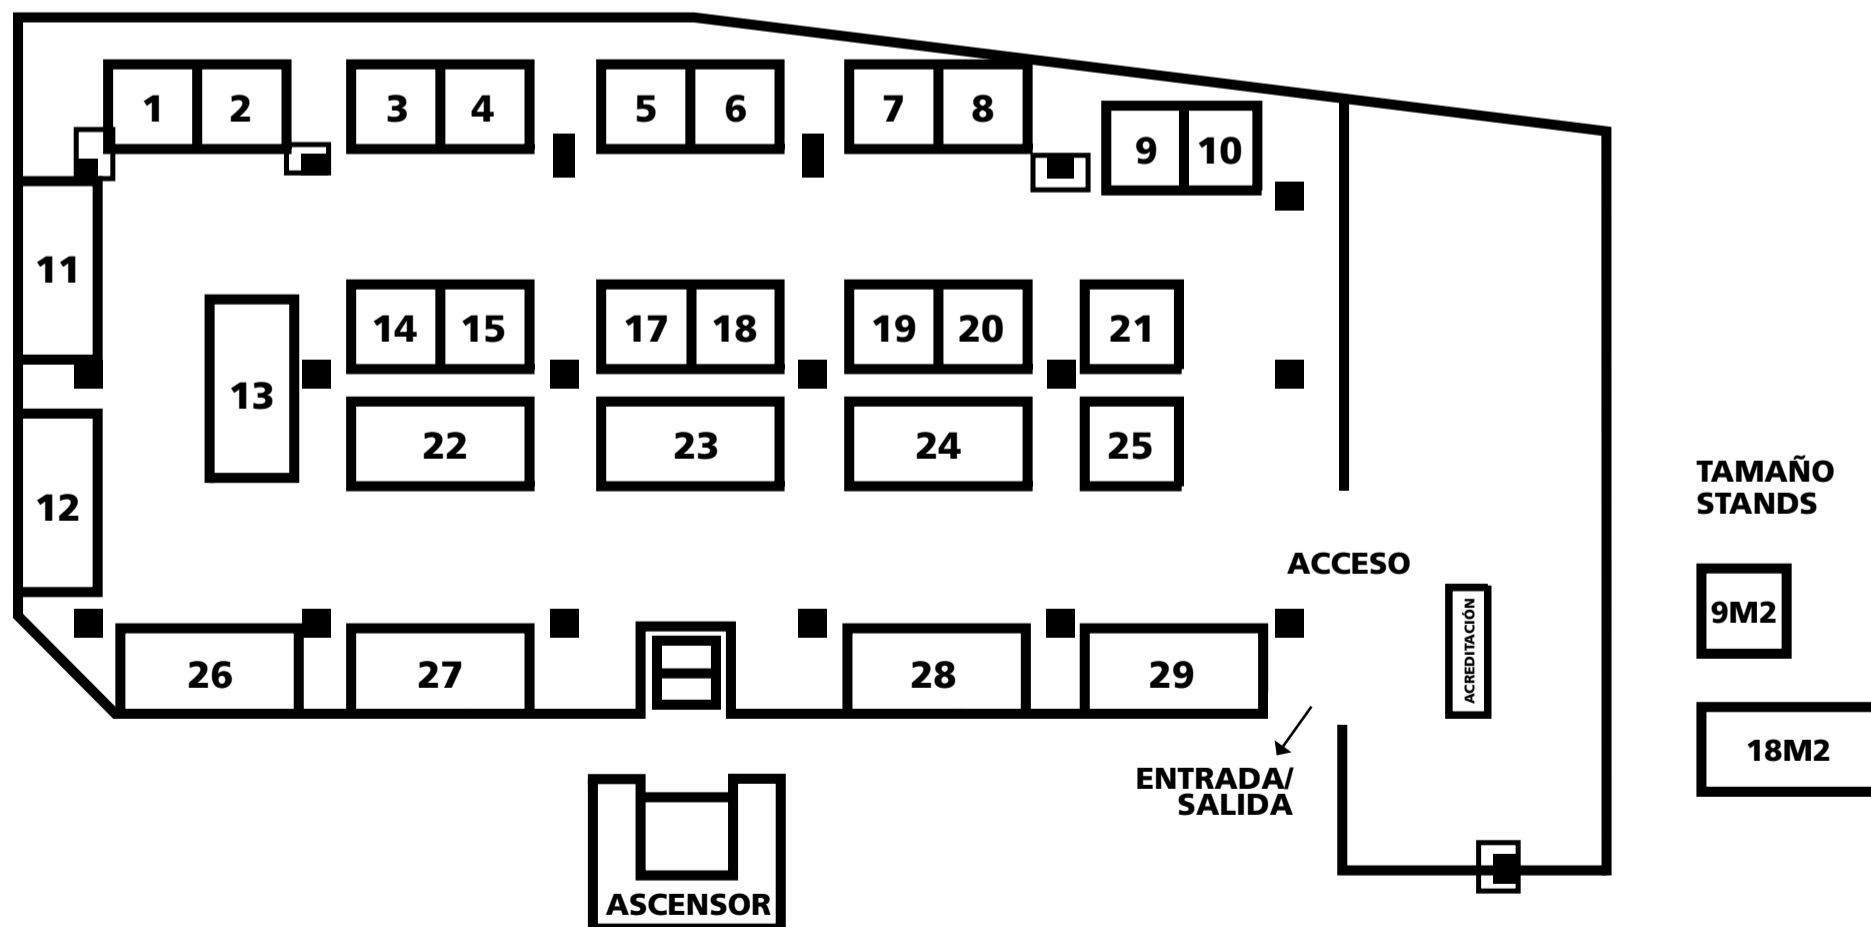 1 2 3 4 5 6 7 8
9 10
11
14 15 17 18 19 20 21
13
22 23 24 25
12
26 27 28 29
ACCESO
ACREDITACIÓN
ENTRADA/
SALIDA
ASCENSOR
TAMAÑO
STANDS
9M2
18M2